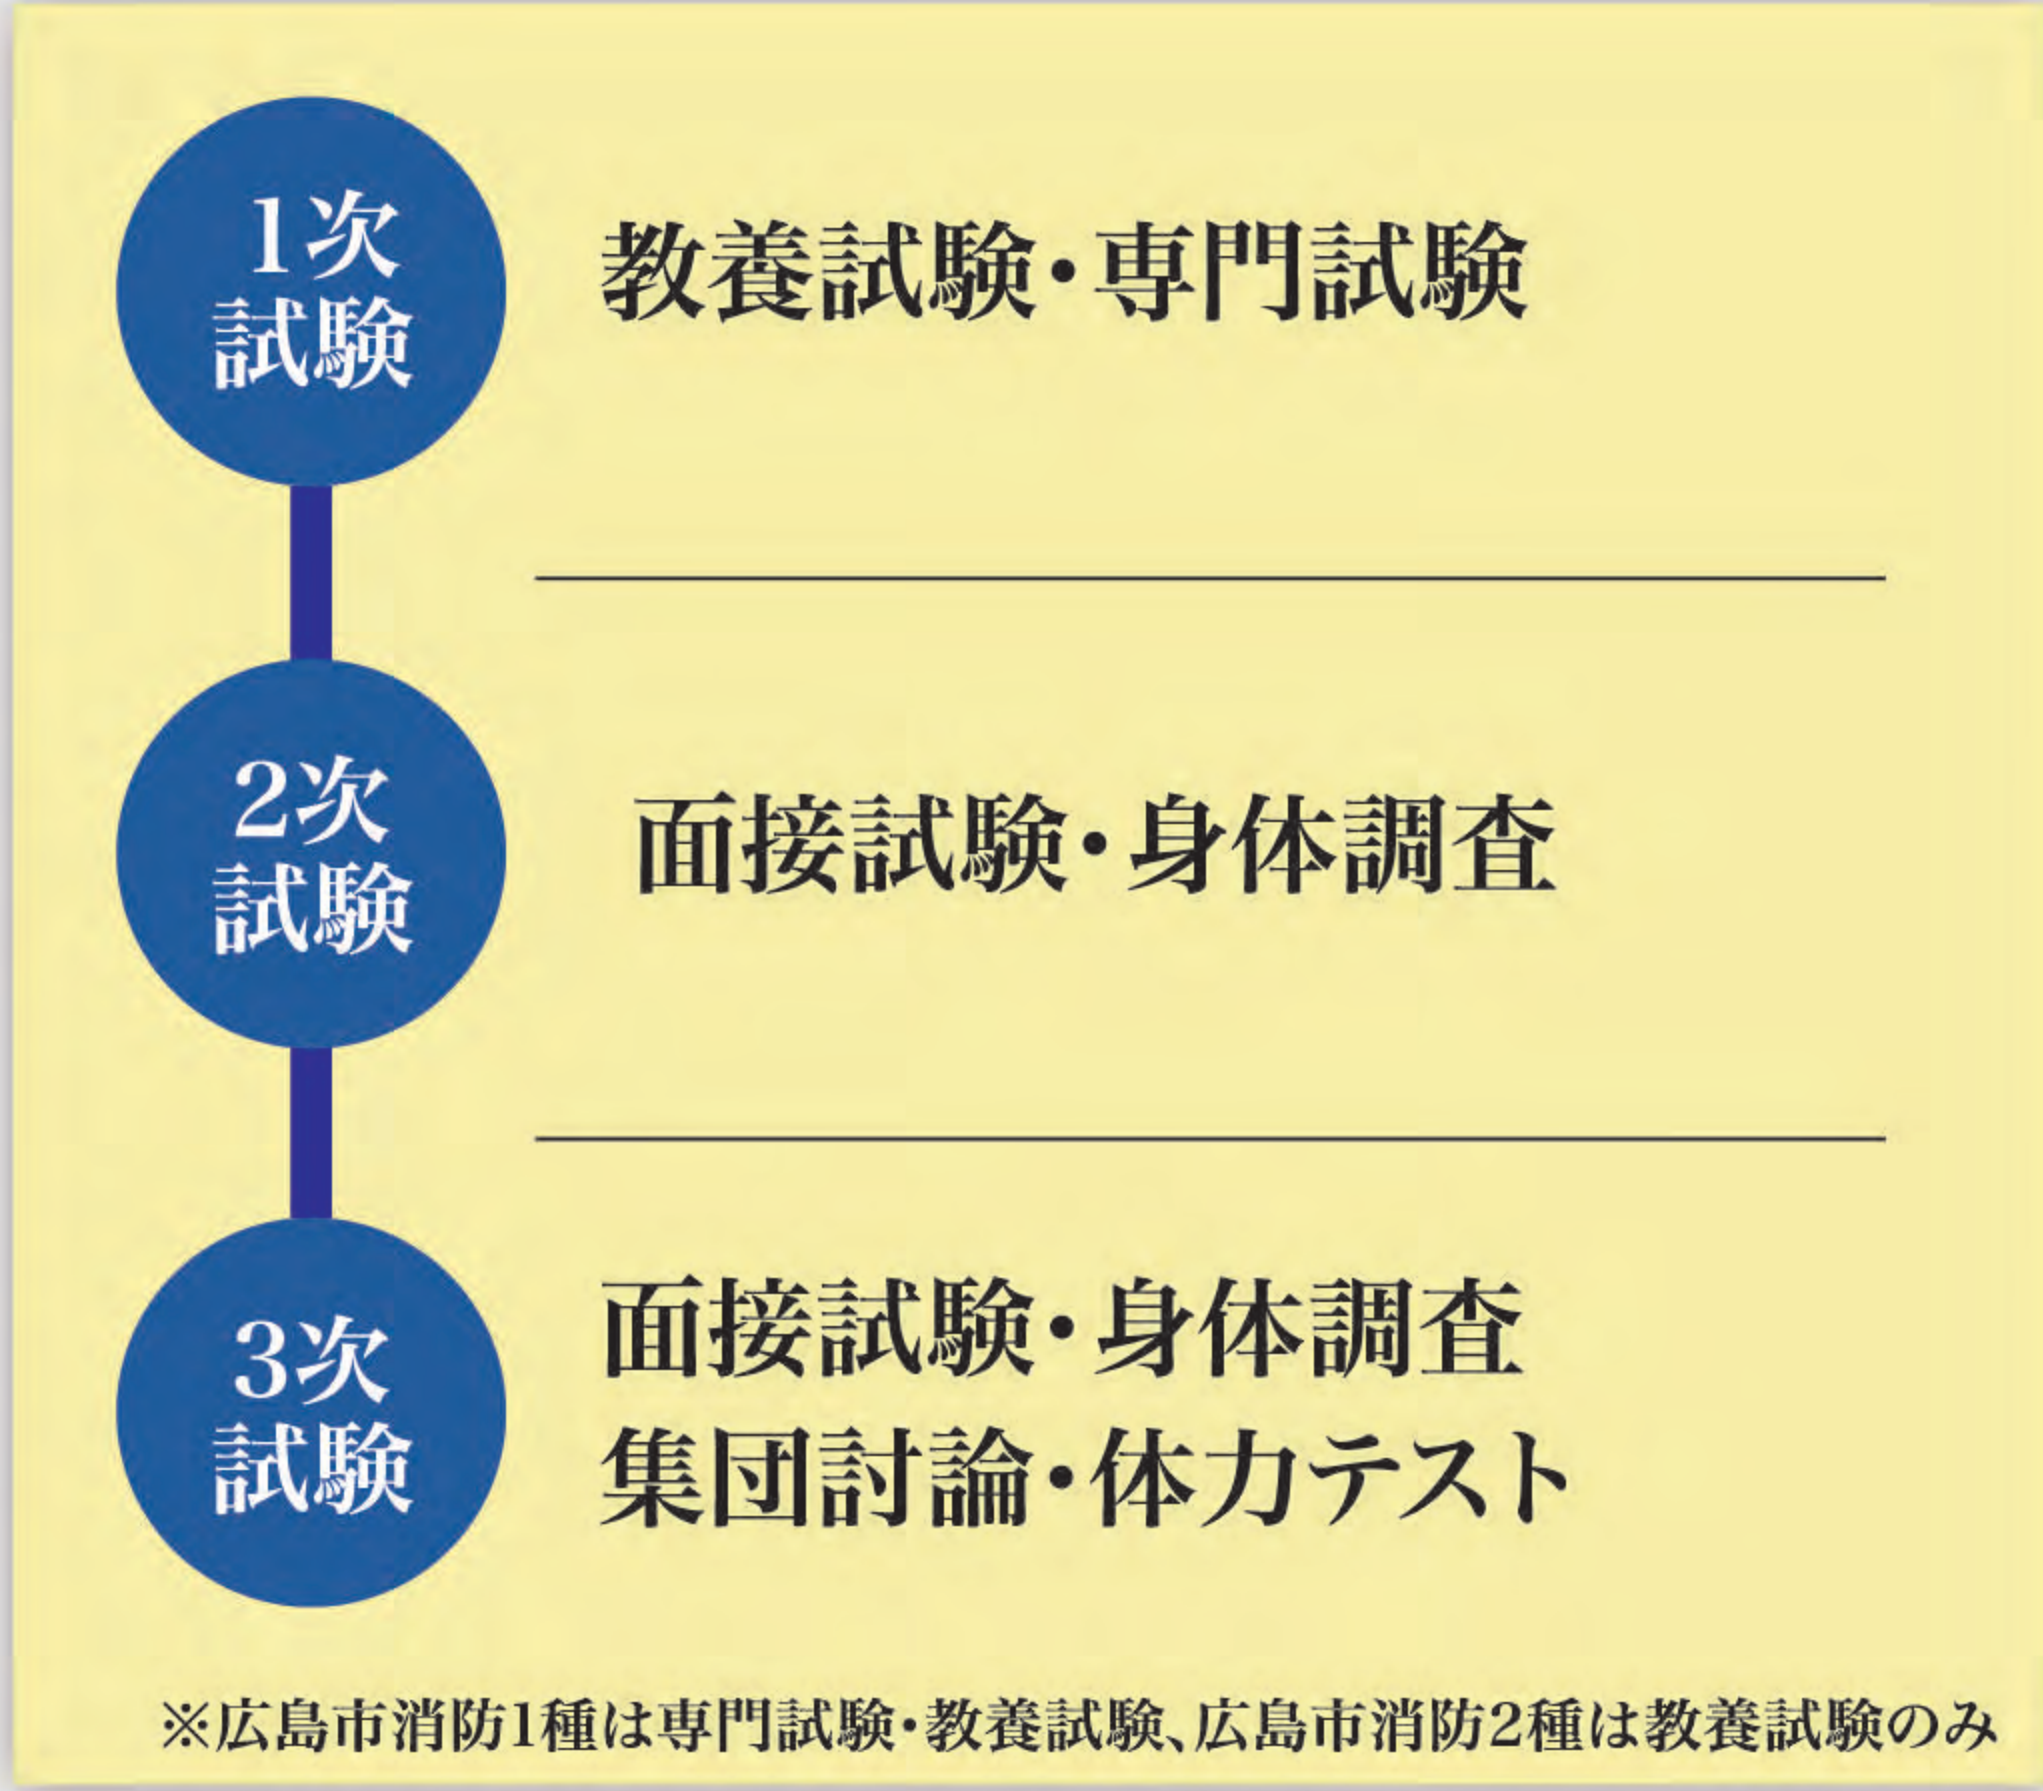 1次
試験
教養試験・専門試験
2次
試験
面接試験・身体調査
3次
試験
面接試験・身体調査
集団討論・体力テスト
※広島市消防1種は専門試験・教養試験、広島市消防2種は教養試験のみ